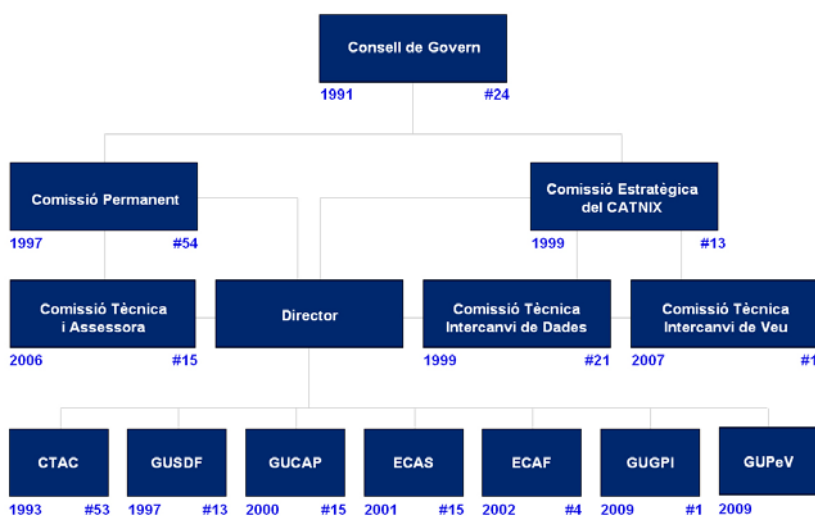 Consell de Govern
1991 #24
Comissió Permanent
1997 #54
Comissió Estratègica
del CATNIX
1999 #13
Comissió Tècnica
i Assessora
2006 #15
Director
Comissió Tècnica
Intercanvi de Dades
1999 #21
Comissió Tècnica
Intercanvi de Veu
2007 #1
CTAC
1993 #53
GUSDF
1997 #13
GUCAP
2000 #15
ECAS
2001 #15
ECAF
2002 #4
GUGPI
2009 #1
GUPeV
2009